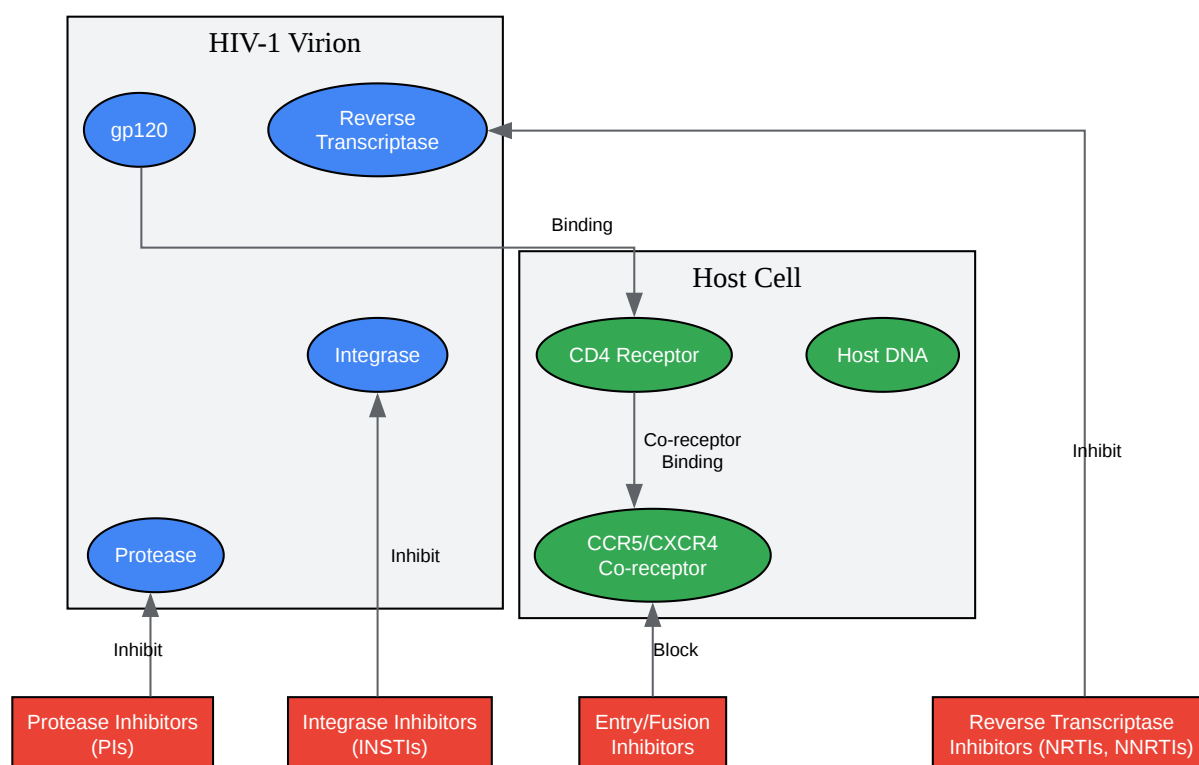 HIV-1 Virion
gp120
Reverse
Transcriptase
Binding
Host Cell
Integrase
CD4 Receptor
Host DNA
Co-receptor
Binding
Inhibit
Protease
Inhibit
CCR5/CXCR4
Co-receptor
Inhibit
Block
Protease Inhibitors
(PIs)
Integrase Inhibitors
(INSTIs)
Entry/Fusion
Inhibitors
Reverse Transcriptase
Inhibitors (NRTIs, NNRTIs)